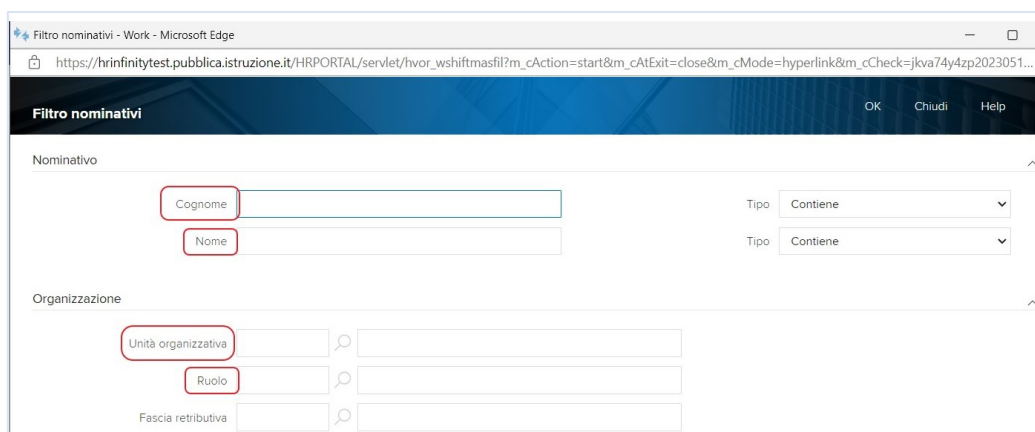 Filtro nominativi - Work - Microsoft Edge
https://hrinfinitytest.pubblica.istruzione.it/HRPORTAL/servlet/hvor_wshiftmasfil?m_cAction=start&m_cAtExit=close&m_cMode=hyperlink&m_cCheck=jkva74y4zp2023051...
Filtro nominativi OK Chiudi Help
Nominativo
Cognome Tipo Contiene
Nome Tipo Contiene
Organizzazione
Unità organizzativa
Ruolo
Fascia retributiva